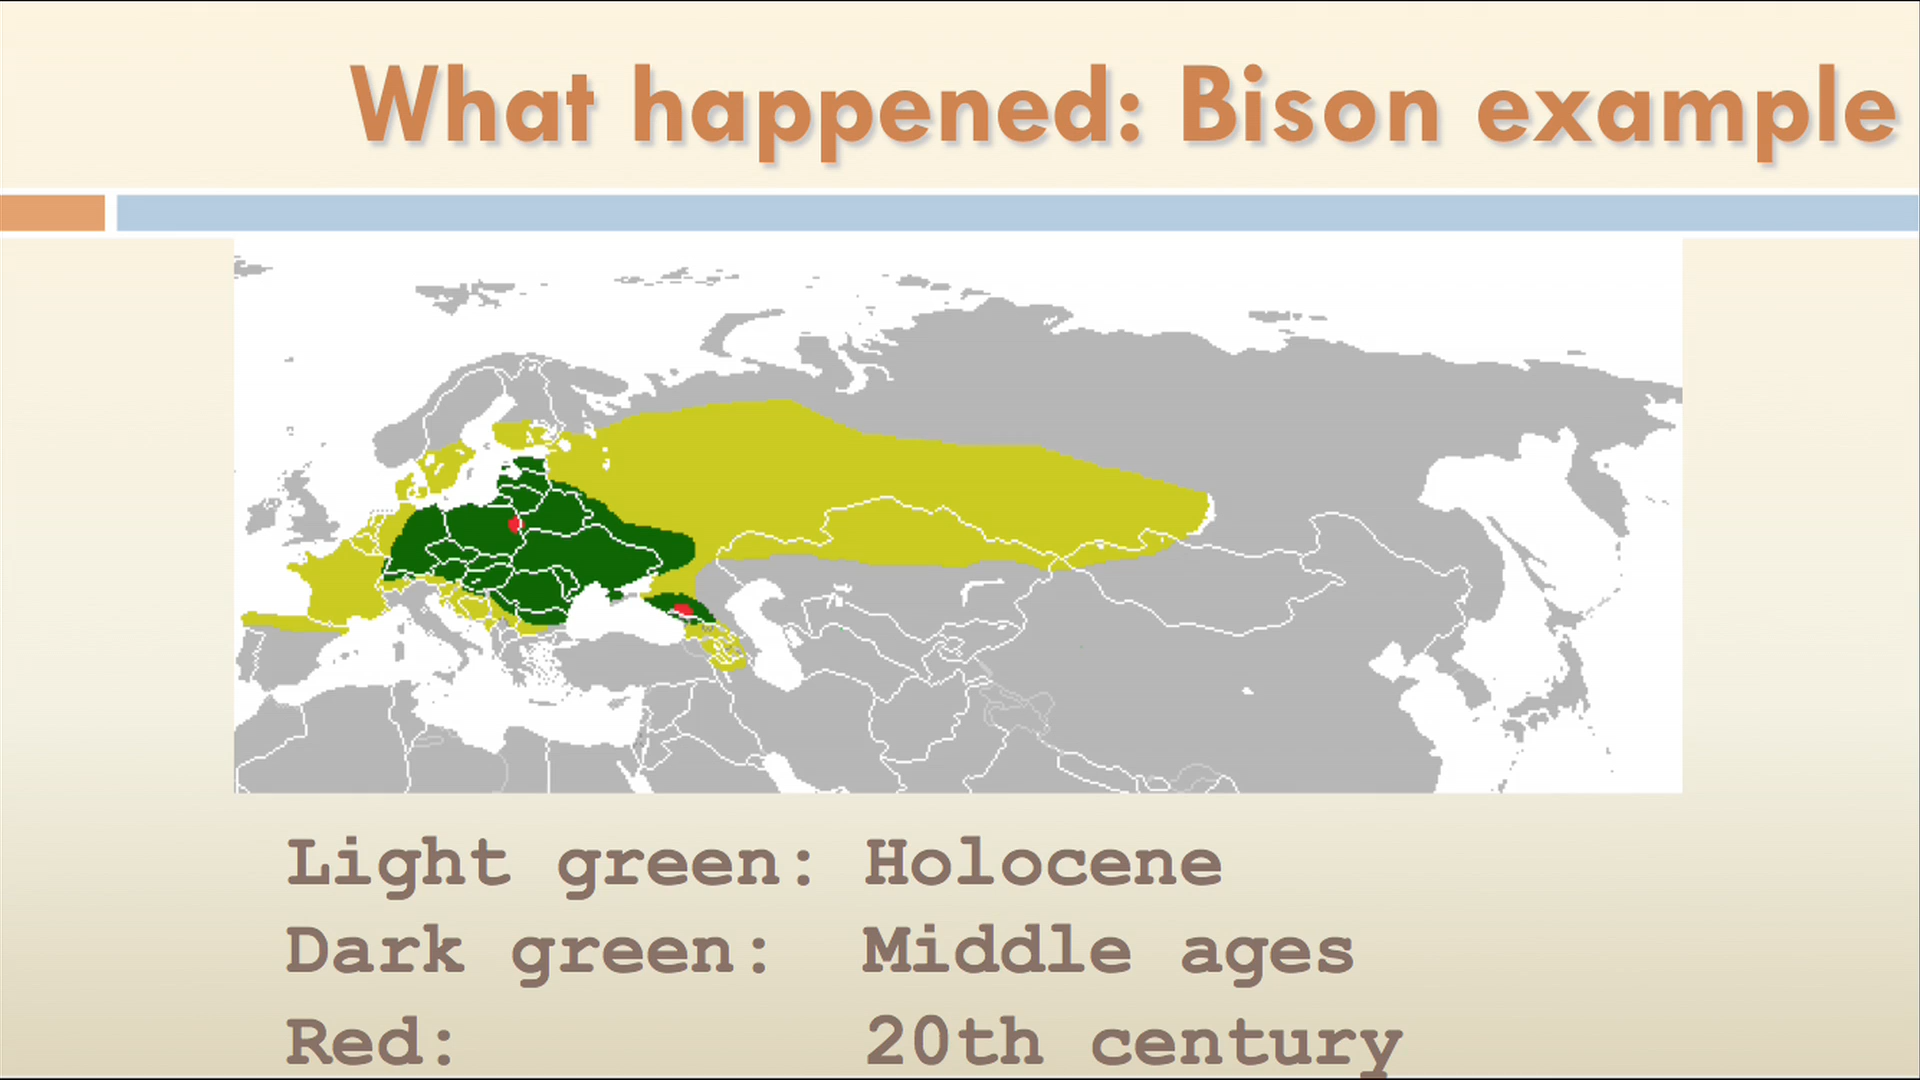 What happened: Bison example
Light green: Holocene
Dark green: Middle ages
Red: 20th century